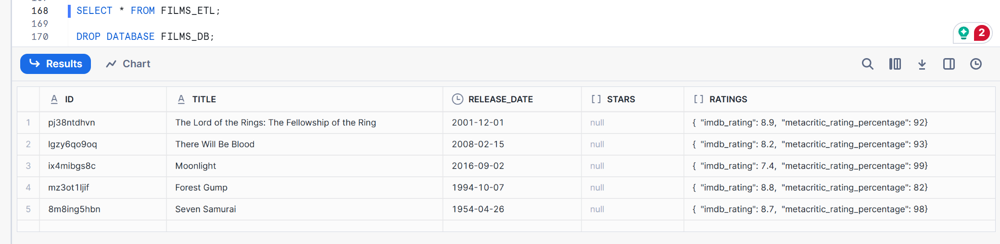 168 SELECT * FROM FILMS_ETL;
169
170 DROP DATABASE FILMS_DB;
2
Results Chart
A ID A TITLE RELEASE_DATE [ ] STARS [ ] RATINGS
1 pj38ntdhvn The Lord of the Rings: The Fellowship of the Ring 2001-12-01 null { "imdb_rating": 8.9, "metacritic_rating_percentage": 92}
2 lgzy6qo9oq There Will Be Blood 2008-02-15 null { "imdb_rating": 8.2, "metacritic_rating_percentage": 93}
3 ix4mibgs8c Moonlight 2016-09-02 null { "imdb_rating": 7.4, "metacritic_rating_percentage": 99}
4 mz3ot1ljif Forest Gump 1994-10-07 null { "imdb_rating": 8.8, "metacritic_rating_percentage": 82}
5 8m8ing5hbn Seven Samurai 1954-04-26 null { "imdb_rating": 8.7, "metacritic_rating_percentage": 98}